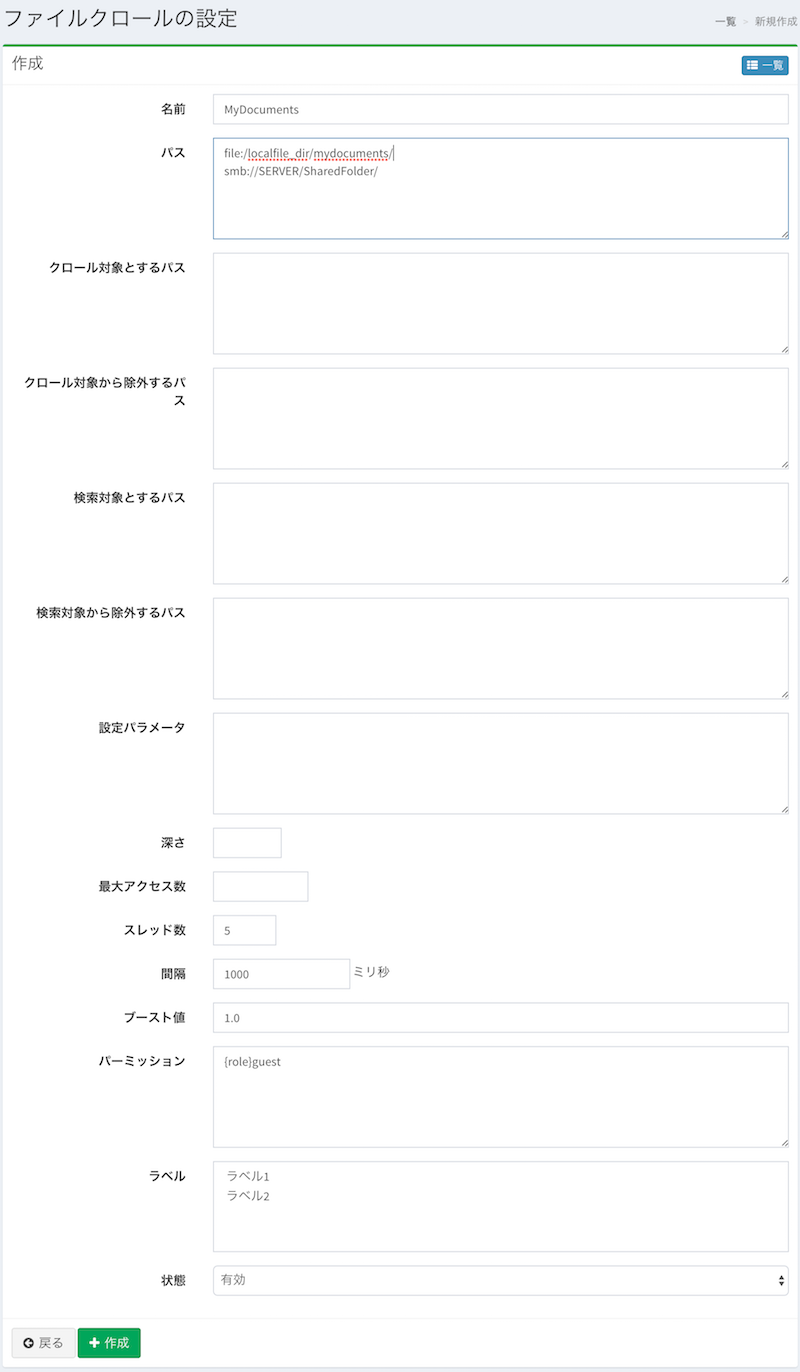 ファイルクロールの設定
一覧 > 新規作成
作成
一覧
名前
MyDocuments
パス
file:/localfile_dir/mydocuments/
smb://SERVER/SharedFolder/
クロール対象とするパス
クロール対象から除外するパ
ス
検索対象とするパス
検索対象から除外するパス
設定パラメータ
深さ
最大アクセス数
スレッド数
5
間隔
1000
ミリ秒
ブースト値
1.0
パーミッション
{role}guest
ラベル
ラベル1
ラベル2
状態
有効
戻る
作成